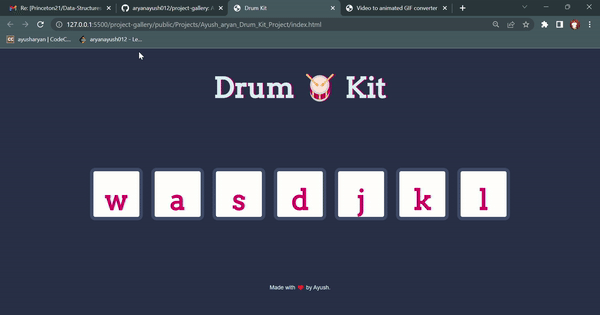 Re: [Princeton21/Data-Structures
aryanayush012/project-gallery: A
Drum Kit
Video to animated GIF converter
127.0.0.1:5500/project-gallery/public/Projects/Ayush_aryan_Drum_Kit_Project/index.html
ayusharyan | CodeC...
aryanayush012 - Le...
Drum Kit
w a s d j k l
Made with ❤ by Ayush.